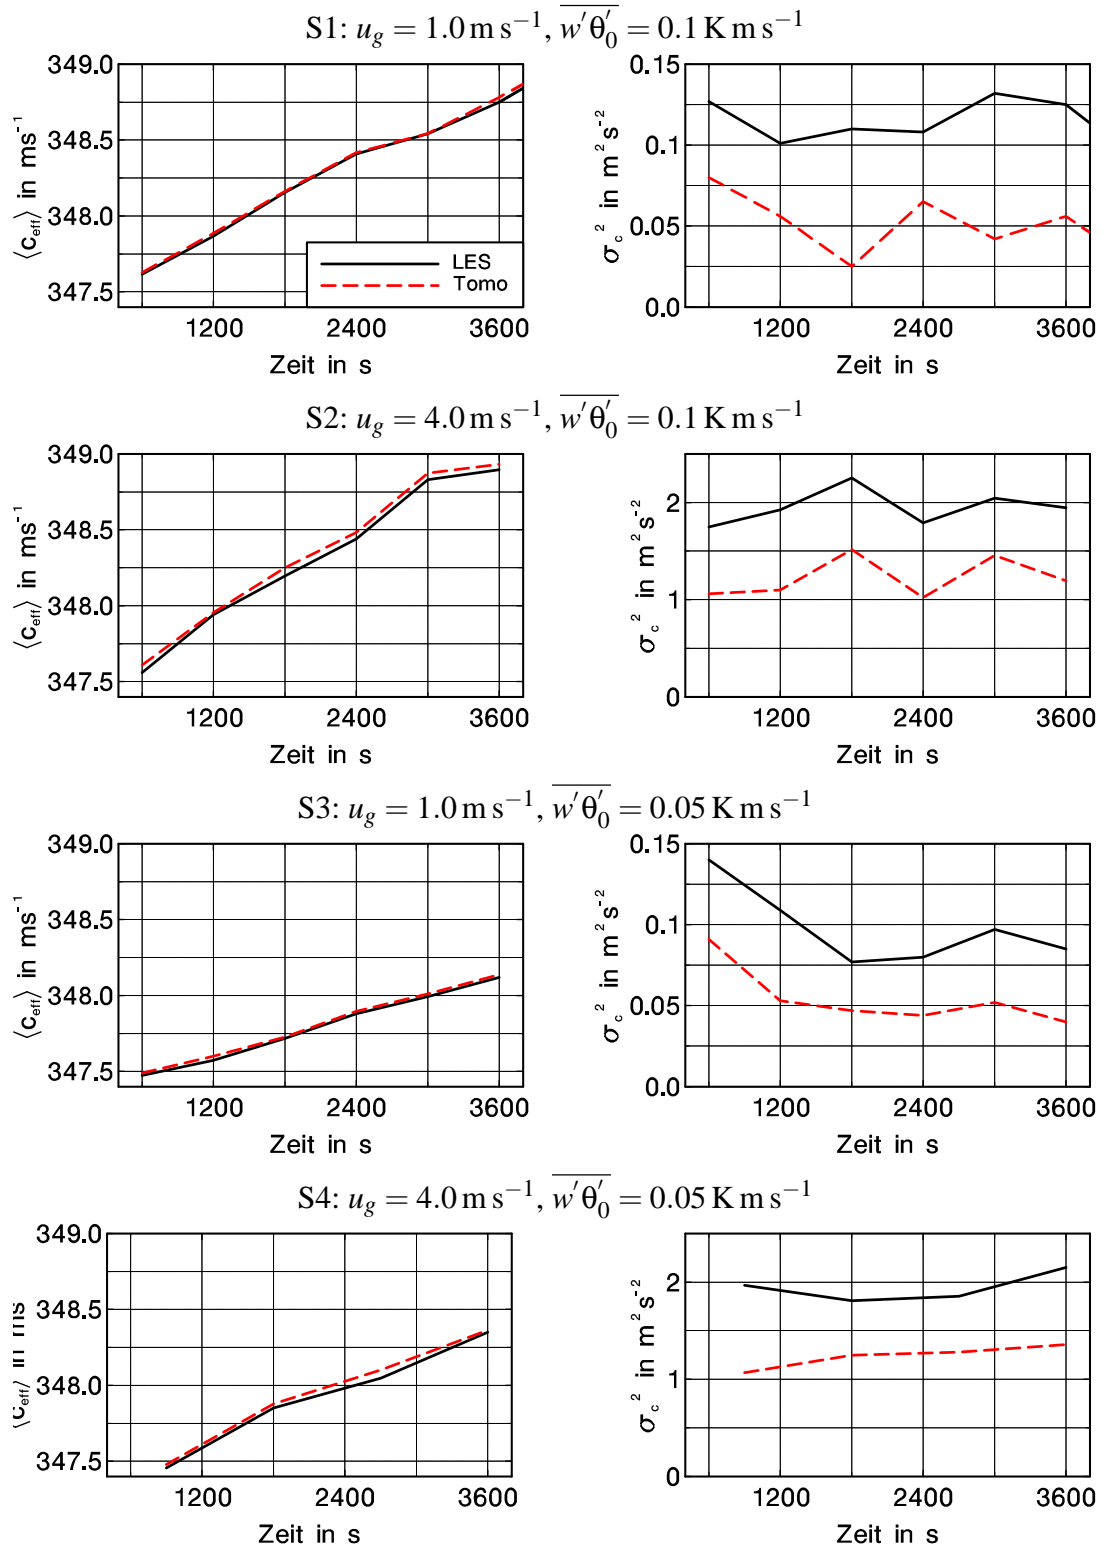 S1: u_g = 1.0 m s⁻¹, w′θ′₀ = 0.1 K m s⁻¹
349.0
348.5
348.0
347.5
⟨c_eff⟩ in ms⁻¹
LES
Tomo
1200 2400 3600
Zeit in s
0.15
0.1
0.05
0.0
σ_c² in m²s⁻²
1200 2400 3600
Zeit in s
S2: u_g = 4.0 m s⁻¹, w′θ′₀ = 0.1 K m s⁻¹
349.0
348.5
348.0
347.5
⟨c_eff⟩ in ms⁻¹
1200 2400 3600
Zeit in s
2
1
0
σ_c² in m²s⁻²
1200 2400 3600
Zeit in s
S3: u_g = 1.0 m s⁻¹, w′θ′₀ = 0.05 K m s⁻¹
349.0
348.5
348.0
347.5
⟨c_eff⟩ in ms⁻¹
1200 2400 3600
Zeit in s
0.15
0.1
0.05
0.0
σ_c² in m²s⁻²
1200 2400 3600
Zeit in s
S4: u_g = 4.0 m s⁻¹, w′θ′₀ = 0.05 K m s⁻¹
349.0
348.5
348.0
347.5
⟨c_eff⟩ in ms
1200 2400 3600
Zeit in s
2
1
0
σ_c² in m²s⁻²
1200 2400 3600
Zeit in s